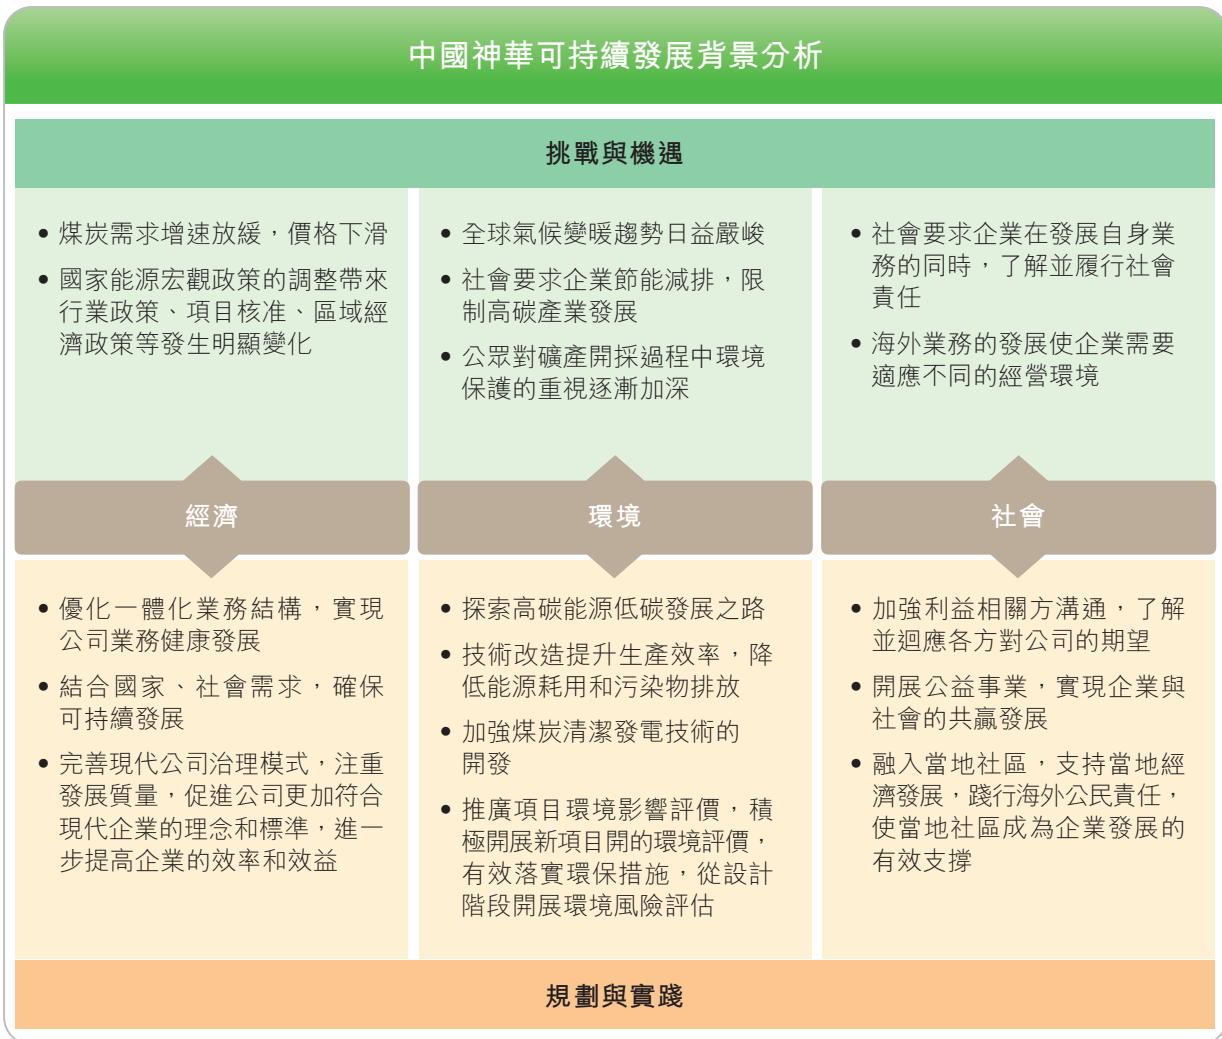 中國神華可持續發展背景分析
挑戰與機遇
• 煤炭需求增速放緩，價格下滑
• 國家能源宏觀政策的調整帶來
行業政策、項目核准、區域經
濟政策等發生明顯變化
• 全球氣候變暖趨勢日益嚴峻
• 社會要求企業節能減排，限
制高碳產業發展
• 公眾對礦產開採過程中環境
保護的重視逐漸加深
• 社會要求企業在發展自身業
務的同時，了解並履行社會
責任
• 海外業務的發展使企業需要
適應不同的經營環境
經濟
環境
社會
• 優化一體化業務結構，實現
公司業務健康發展
• 結合國家、社會需求，確保
可持續發展
• 完善現代公司治理模式，注重
發展質量，促進公司更加符合
現代企業的理念和標準，進一
步提高企業的效率和效益
• 探索高碳能源低碳發展之路
• 技術改造提升生產效率，降
低能源耗用和污染物排放
• 加強煤炭清潔發電技術的
開發
• 推廣項目環境影響評價，積
極開展新項目開的環境評價，
有效落實環保措施，從設計
階段開展環境風險評估
• 加強利益相關方溝通，了解
並迴應各方對公司的期望
• 開展公益事業，實現企業與
社會的共贏發展
• 融入當地社區，支持當地經
濟發展，踐行海外公民責任，
使當地社區成為企業發展的
有效支撐
規劃與實踐